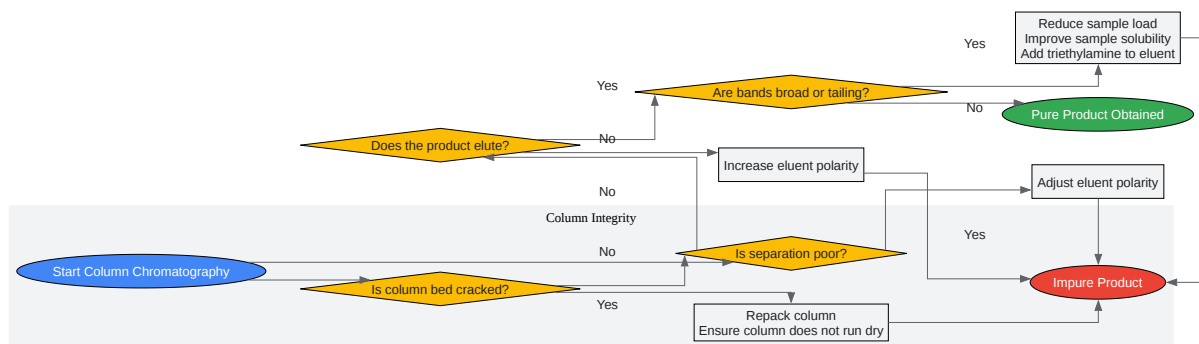 Reduce sample load
Improve sample solubility
Add triethylamine to eluent
Yes
Yes
Are bands broad or tailing?
No
Pure Product Obtained
Does the product elute?
No
Increase eluent polarity
Adjust eluent polarity
No
Column Integrity
Yes
No
Is separation poor?
Start Column Chromatography
Is column bed cracked?
Impure Product
Yes
Repack column
Ensure column does not run dry